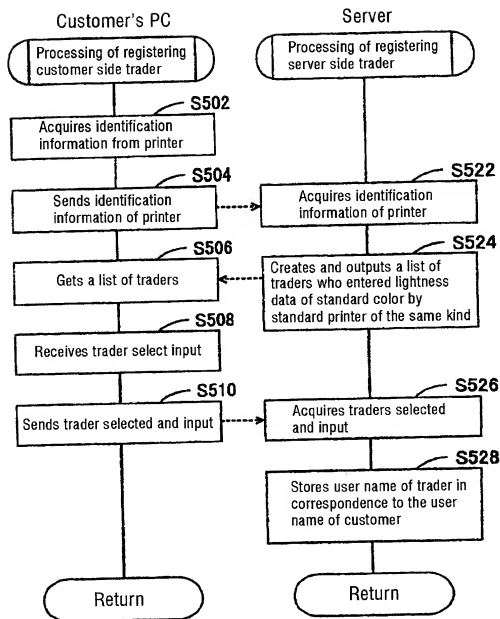 Customer's PC
Server
Processing of registering
customer side trader
Processing of registering
server side trader
S502
Acquires identification
information from printer
S504
Sends identification
information of printer
S522
Acquires identification
information of printer
S506
Gets a list of traders
S524
Creates and outputs a list of
traders who entered lightness
data of standard color by
standard printer of the same kind
S508
Receives trader select input
S510
Sends trader selected and input
S526
Acquires traders selected
and input
S528
Stores user name of trader in
correspondence to the user
name of customer
Return
Return